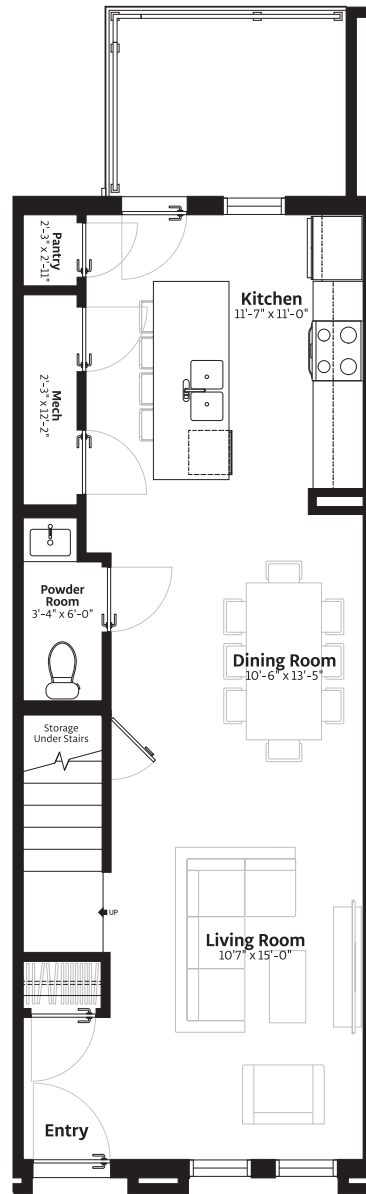 Pantry
2'-3" x 2'-11"
Kitchen
11'-7" x 11'-0"
Mech
2'-3" x 12'-2"
Powder
Room
3'-4" x 6'-0"
Dining Room
10'-6" x 13'-5"
Storage
Under Stairs
UP
Living Room
10'7" x 15'-0"
Entry